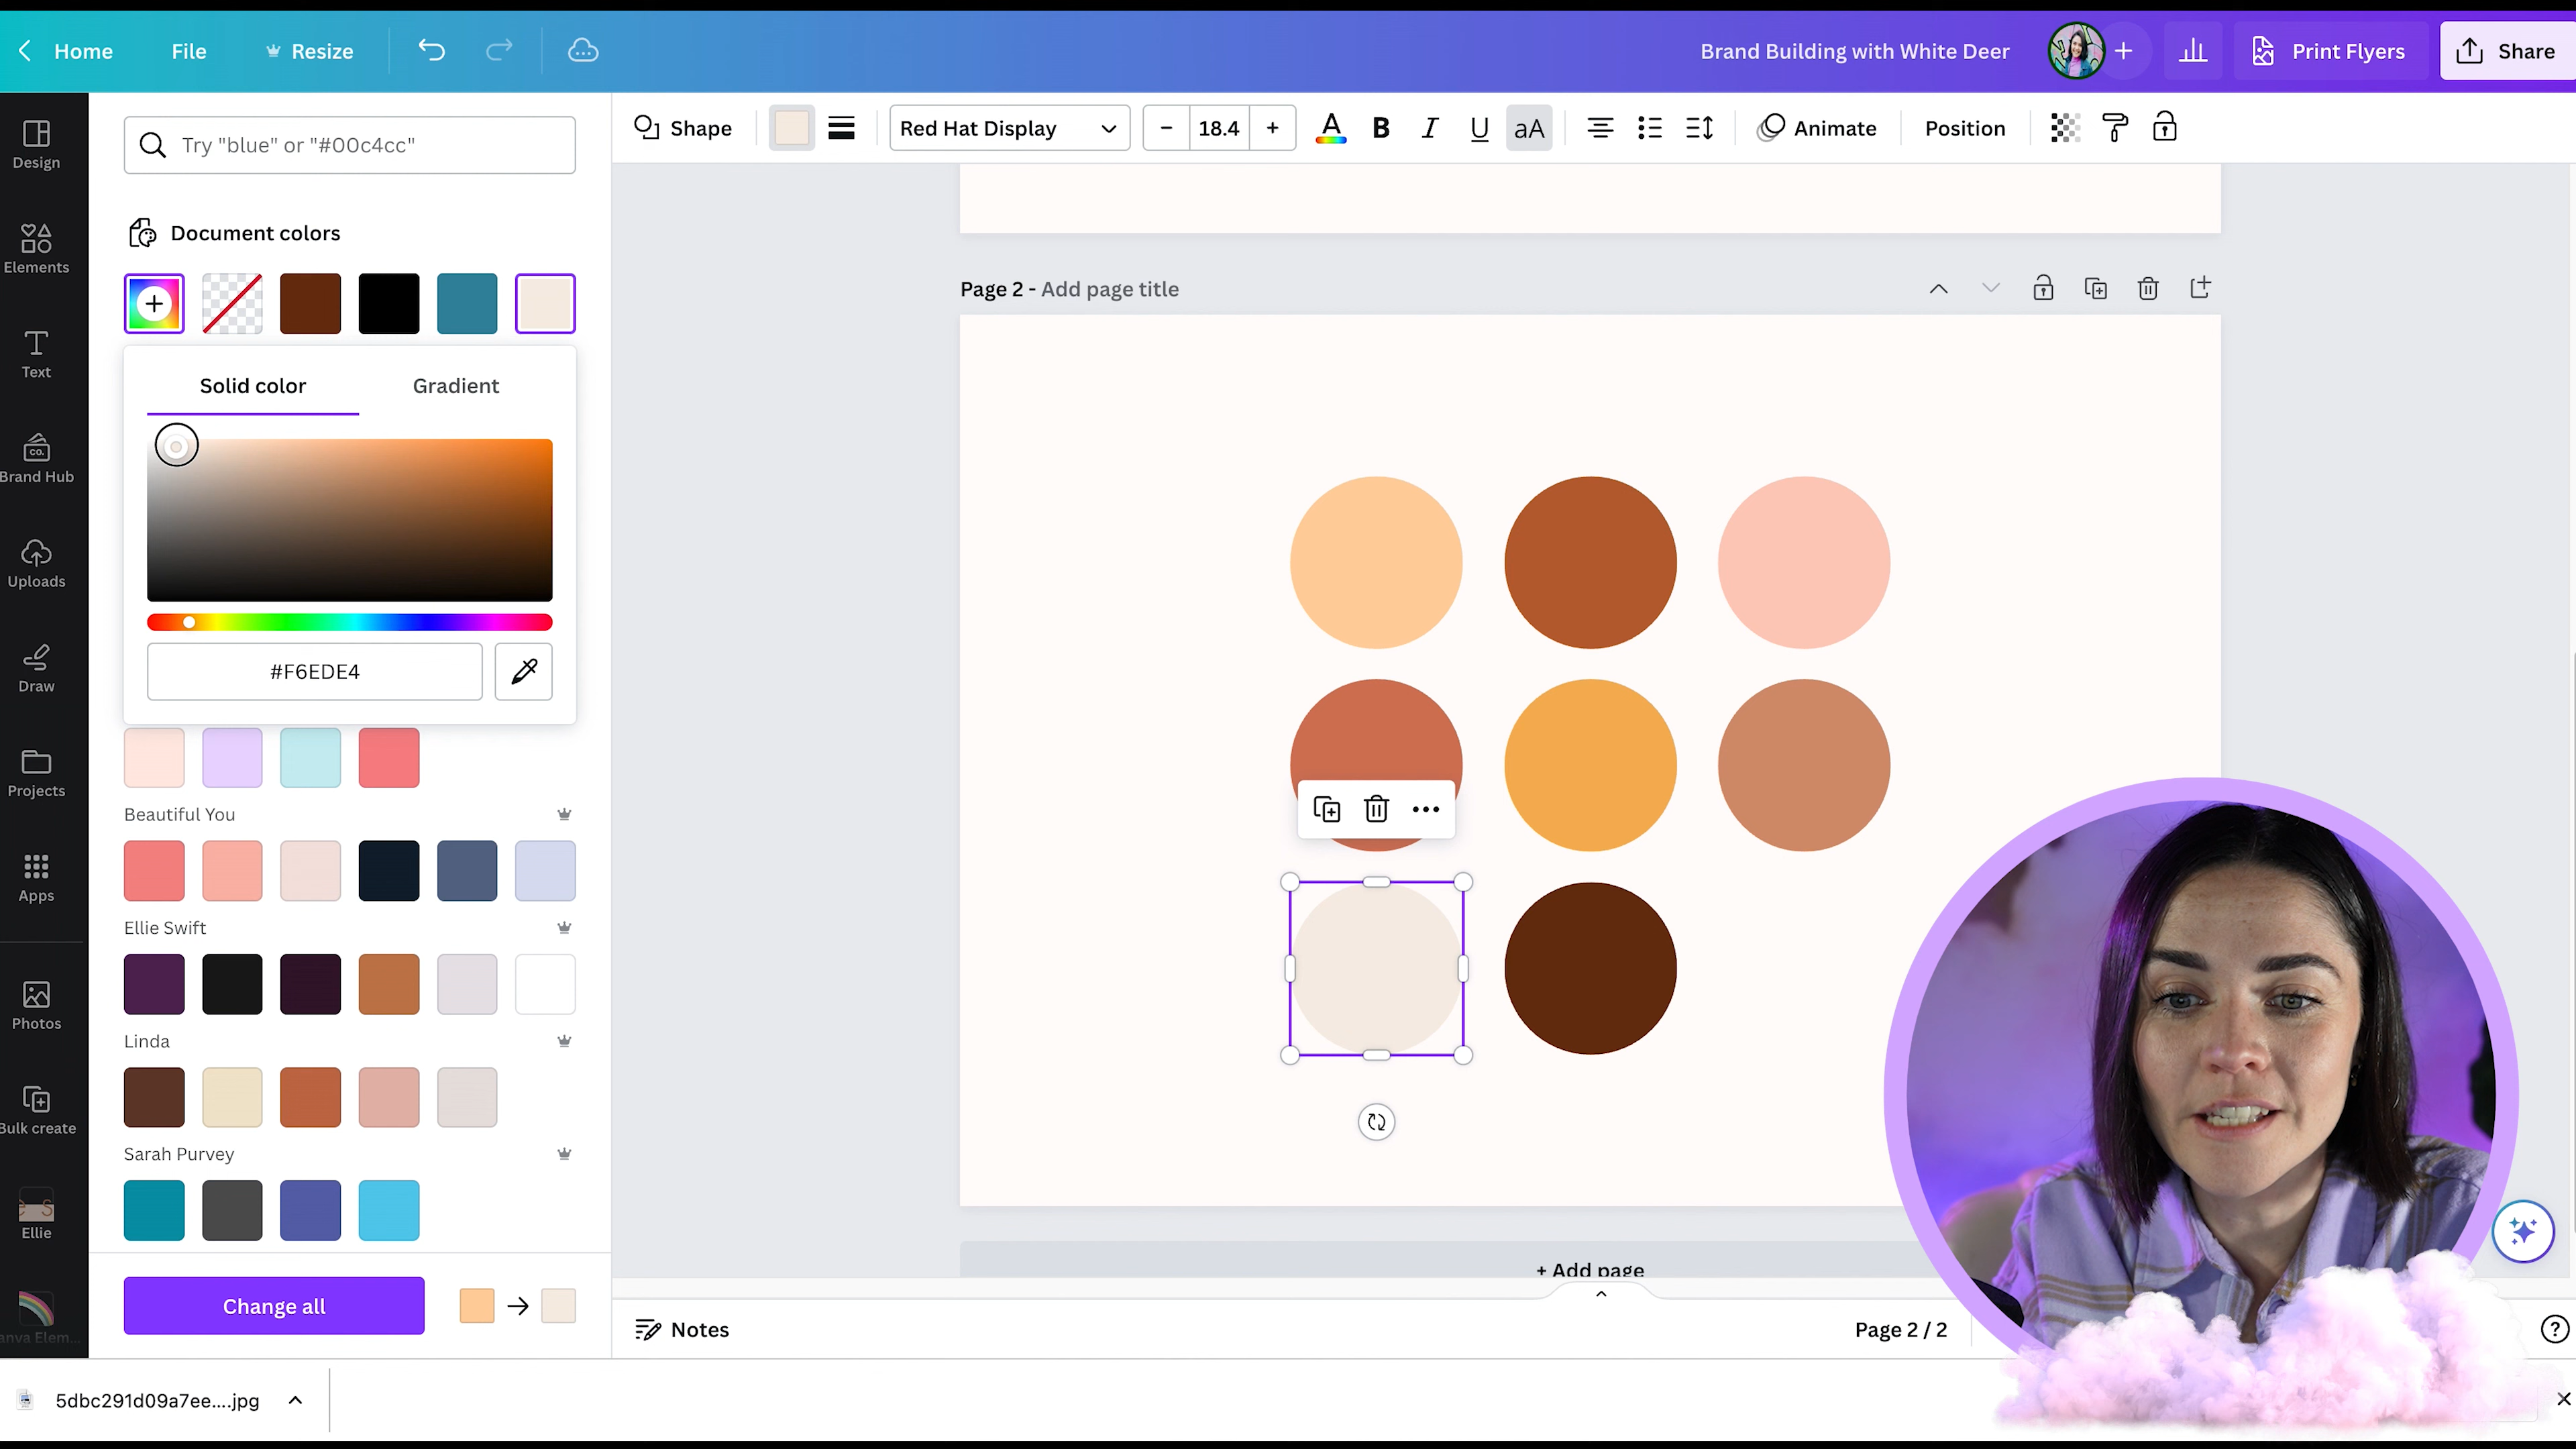 Home File Resize Brand Building with White Deer Print Flyers Share
Try "blue" or "#00c4cc"
Shape Red Hat Display 18.4 A B I U aA Animate Position
Design
Elements
Text
Brand Hub
Uploads
Draw
Projects
Apps
Photos
Bulk create
Ellie
Document colors
Solid color Gradient
#F6EDE4
Beautiful You
Ellie Swift
Linda
Sarah Purvey
Change all
Page 2 - Add page title
+ Add page
Notes
Page 2 / 2
5dbc291d09a7ee....jpg